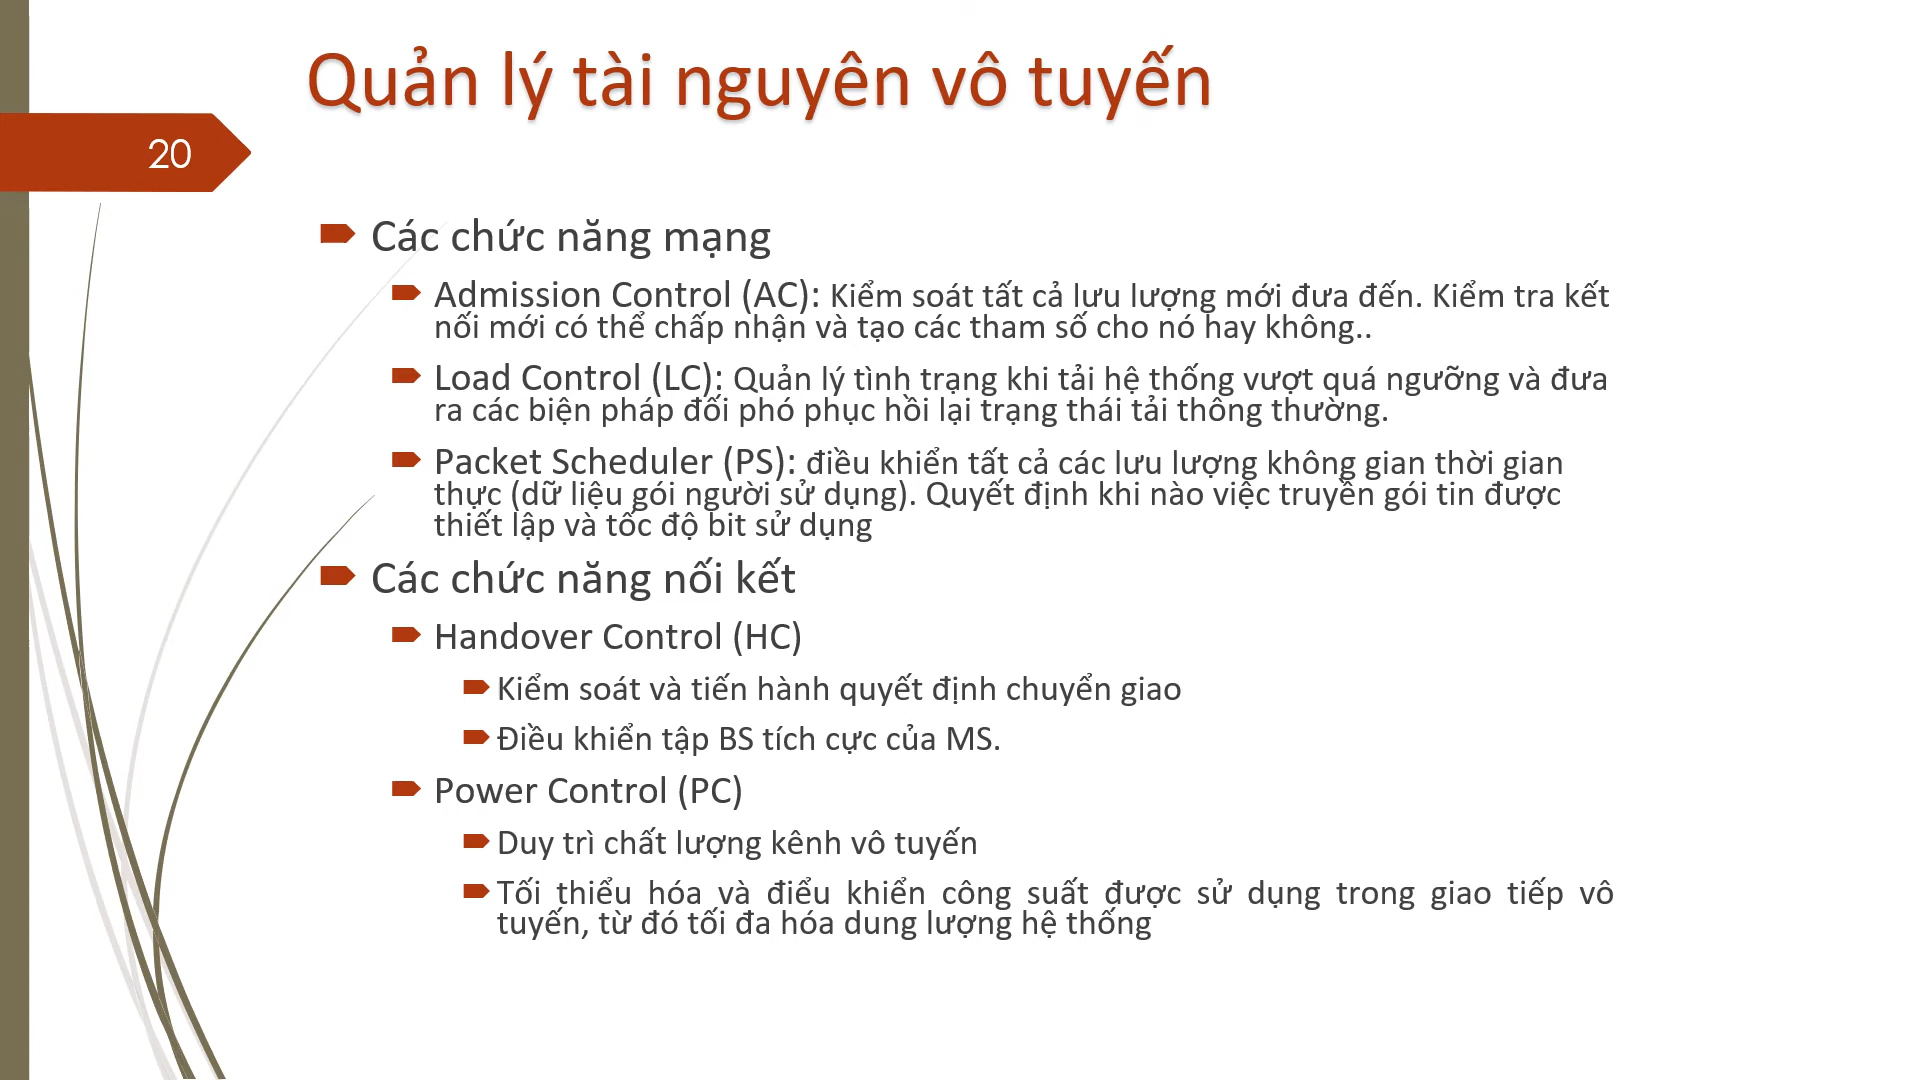 Quản lý tài nguyên vô tuyến
20
Các chức năng mạng
Admission Control (AC): Kiểm soát tất cả lưu lượng mới đưa đến. Kiểm tra kết
nối mới có thể chấp nhận và tạo các tham số cho nó hay không..
Load Control (LC): Quản lý tình trạng khi tải hệ thống vượt quá ngưỡng và đưa
ra các biện pháp đối phó phục hồi lại trạng thái tải thông thường.
Packet Scheduler (PS): điều khiển tất cả các lưu lượng không gian thời gian
thực (dữ liệu gói người sử dụng). Quyết định khi nào việc truyền gói tin được
thiết lập và tốc độ bit sử dụng
Các chức năng nối kết
Handover Control (HC)
Kiểm soát và tiến hành quyết định chuyển giao
Điều khiển tập BS tích cực của MS.
Power Control (PC)
Duy trì chất lượng kênh vô tuyến
Tối thiểu hóa và điểu khiển công suất được sử dụng trong giao tiếp vô
tuyến, từ đó tối đa hóa dung lượng hệ thống